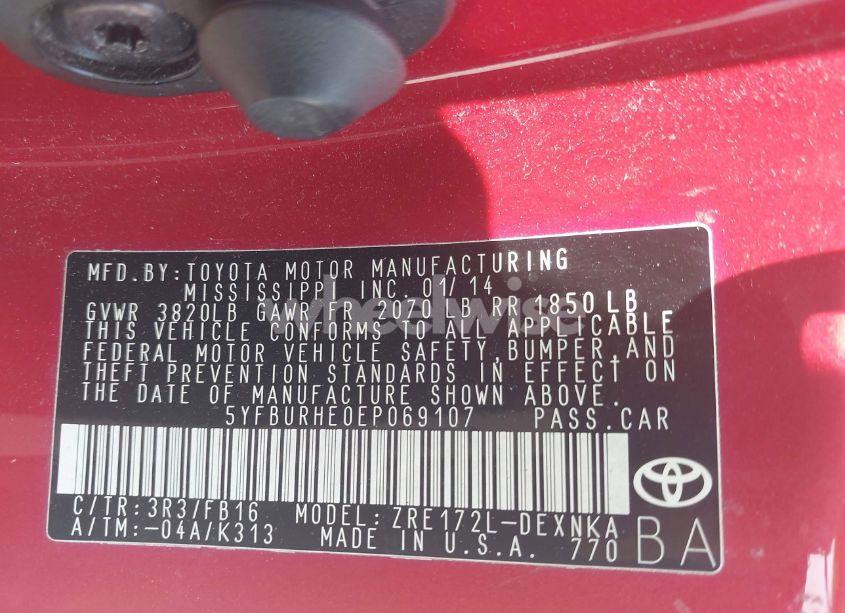 MFD.BY:TOYOTA MOTOR MANUFACTURING
MISSISSIPPI INC. 01/14
GVWR 3820LB GAWR FR 2070 LB RR 1850LB
THIS VEHICLE CONFORMS TO ALL APPLICABLE
FEDERAL MOTOR VEHICLE SAFETY,BUMPER,AND
THEFT PREVENTION STANDARDS IN EFFECT ON
THE DATE OF MANUFACTURE SHOWN ABOVE.
5YFBURHE0EP069107 PASS.CAR
C/TR:3R3/FB16 MODEL: ZRE172L-DEXNKA
A/TM:-04A/K313 MADE IN U.S.A. 770
BA
wheelwise